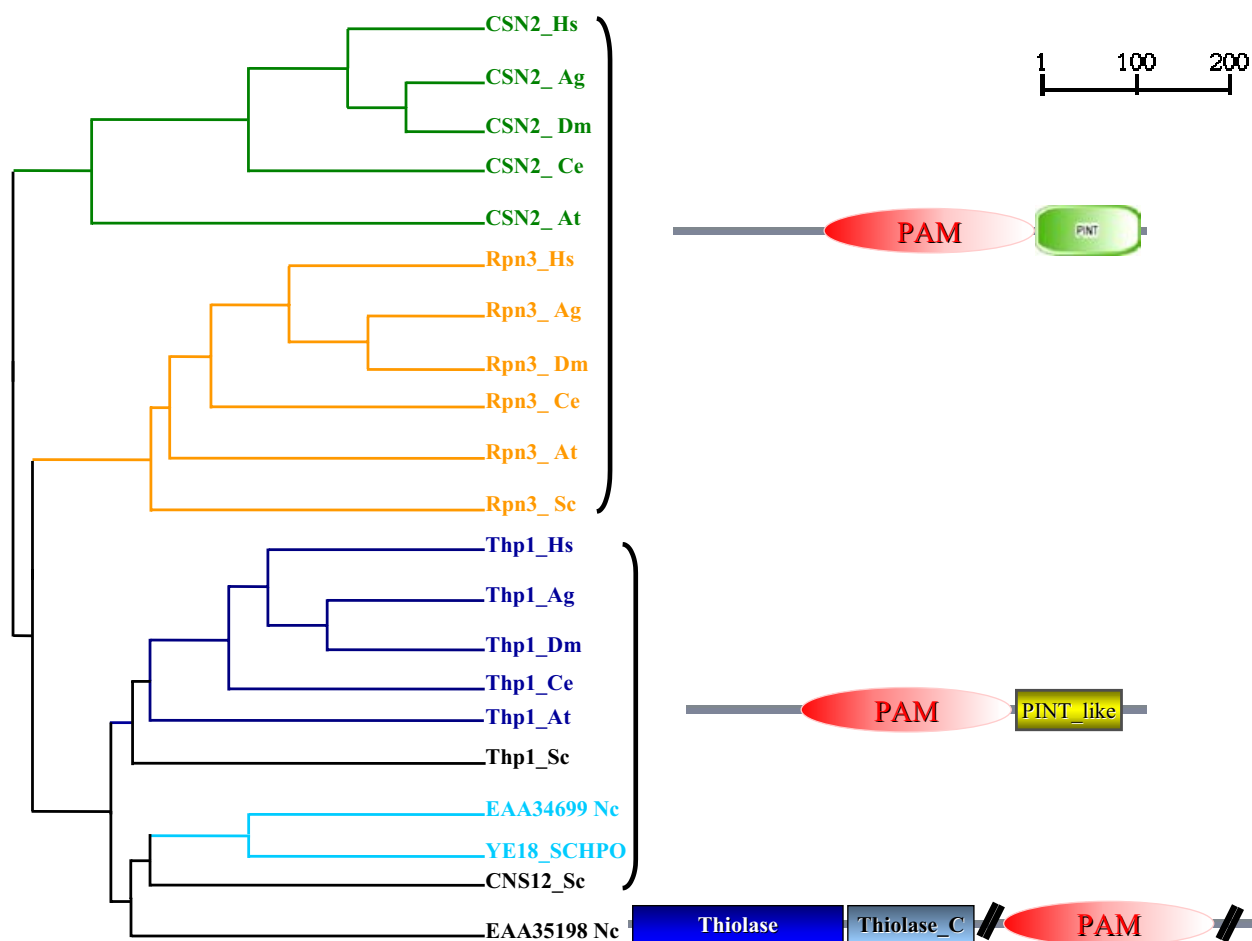 CSN2_Hs
1 100 200
CSN2_ Ag
CSN2_ Dm
CSN2_ Ce
CSN2_ At
PAM PINT
Rpn3_Hs
Rpn3_ Ag
Rpn3_ Dm
Rpn3_ Ce
Rpn3_ At
Rpn3_ Sc
Thp1_Hs
Thp1_Ag
Thp1_Dm
Thp1_Ce
Thp1_At
PAM PINT_like
Thp1_Sc
EAA34699 Nc
YE18_SCHPO
CNS12_Sc
EAA35198 Nc
Thiolase Thiolase_C PAM